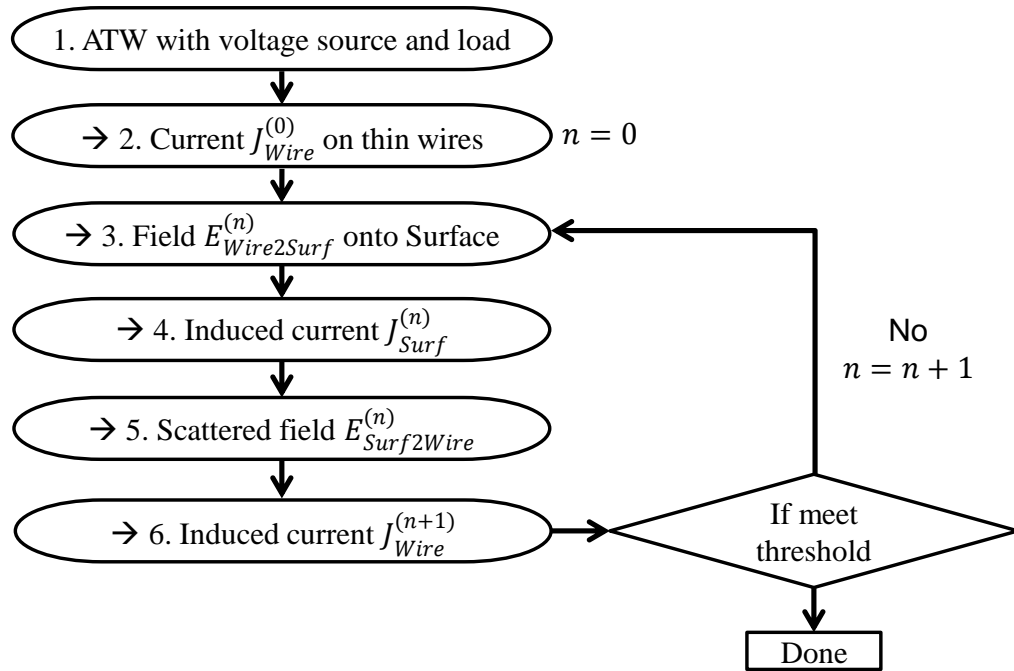 1. ATW with voltage source and load
→ 2. Current $J_{Wire}^{(0)}$ on thin wires
$n = 0$
→ 3. Field $E_{Wire2Surf}^{(n)}$ onto Surface
→ 4. Induced current $J_{Surf}^{(n)}$
No
$n = n + 1$
→ 5. Scattered field $E_{Surf2Wire}^{(n)}$
→ 6. Induced current $J_{Wire}^{(n+1)}$
If meet
threshold
Done